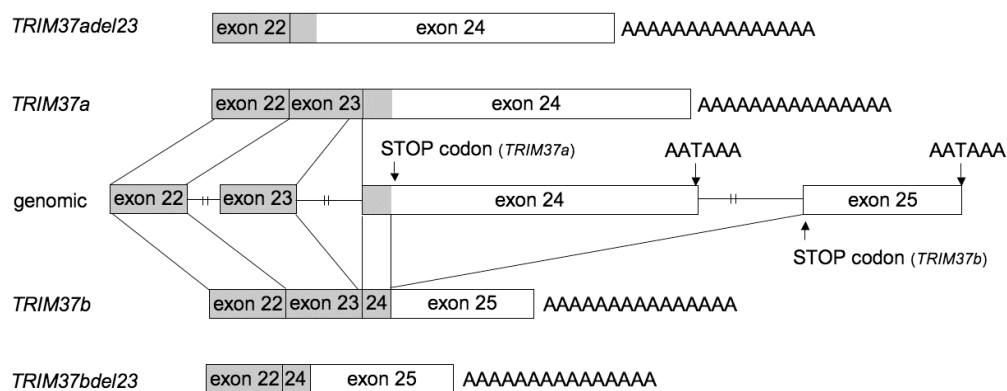 TRIM37adel23 exon 22 exon 24 AAAAAAAAAAAAAAA
TRIM37a exon 22 exon 23 exon 24 AAAAAAAAAAAAAAA
STOP codon (TRIM37a) AATAAA AATAAA
genomic exon 22 exon 23 exon 24 exon 25
STOP codon (TRIM37b)
TRIM37b exon 22 exon 23 24 exon 25 AAAAAAAAAAAAAAA
TRIM37bdel23 exon 22 24 exon 25 AAAAAAAAAAAAAAA